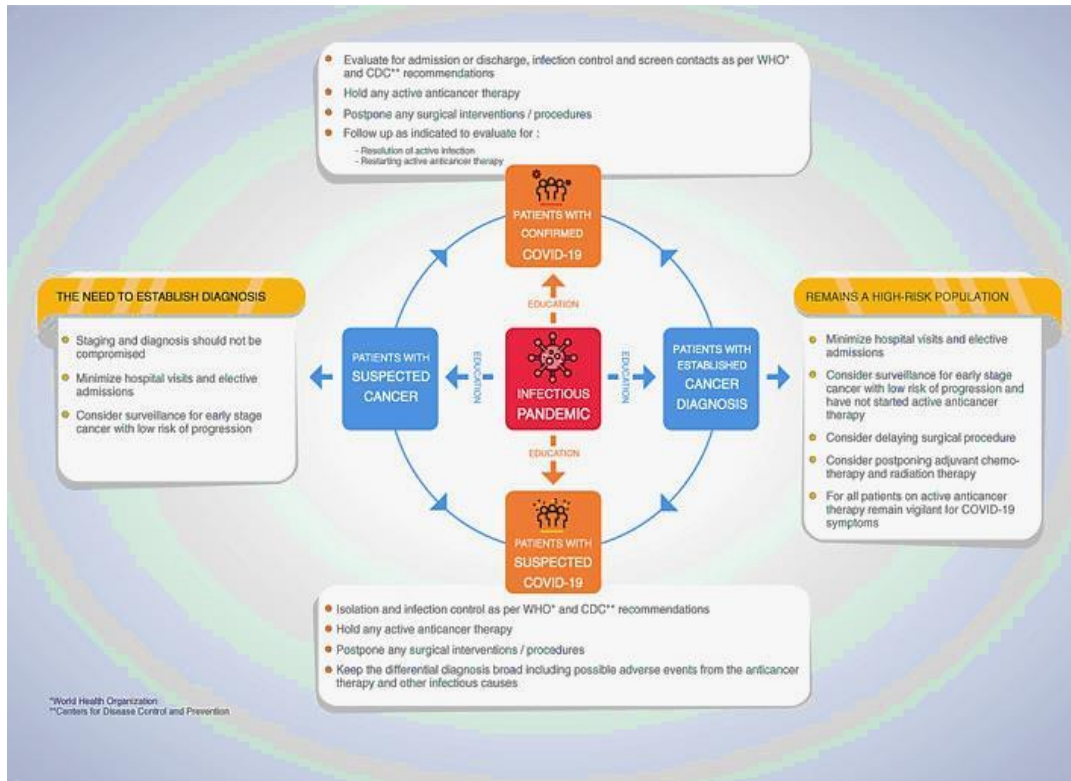 Evaluate for admission or discharge, infection control and screen contacts as per WHO*
and CDC** recommendations
Hold any active anticancer therapy
Postpone any surgical interventions / procedures
Follow up as indicated to evaluate for :
- Resolution of active infection
- Restarting active anticancer therapy
PATIENTS WITH
CONFIRMED
COVID-19
EDUCATION
THE NEED TO ESTABLISH DIAGNOSIS
Staging and diagnosis should not be
compromised
Minimize hospital visits and elective
admissions
Consider surveillance for early stage
cancer with low risk of progression
PATIENTS WITH
SUSPECTED
CANCER
EDUCATION
INFECTIOUS
PANDEMIC
EDUCATION
PATIENTS WITH
ESTABLISHED
CANCER
DIAGNOSIS
REMAINS A HIGH-RISK POPULATION
Minimize hospital visits and elective
admissions
Consider surveillance for early stage
cancer with low risk of progression and
have not started active anticancer
therapy
Consider delaying surgical procedure
Consider postponing adjuvant chemo-
therapy and radiation therapy
For all patients on active anticancer
therapy remain vigilant for COVID-19
symptoms
EDUCATION
PATIENTS WITH
SUSPECTED
COVID-19
Isolation and infection control as per WHO* and CDC** recommendations
Hold any active anticancer therapy
Postpone any surgical interventions / procedures
Keep the differential diagnosis broad including possible adverse events from the anticancer
therapy and other infectious causes
*World Health Organization
**Centers for Disease Control and Prevention